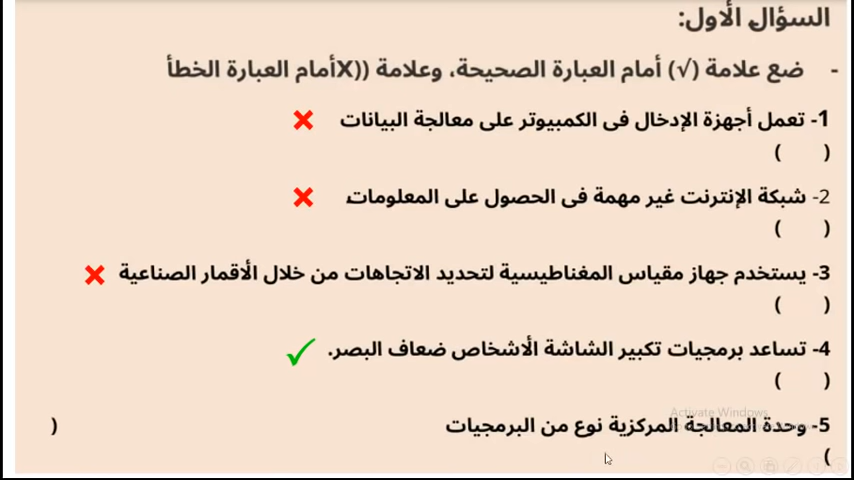 السؤال الأول:
- ضع علامة (√) أمام العبارة الصحيحة، وعلامة ((Xأمام العبارة الخطأ
1- تعمل أجهزة الإدخال فى الكمبيوتر على معالجة البيانات
( )
2- شبكة الإنترنت غير مهمة فى الحصول على المعلومات.
( )
3- يستخدم جهاز مقياس المغناطيسية لتحديد الاتجاهات من خلال الأقمار الصناعية
( )
4- تساعد برمجيات تكبير الشاشة الأشخاص ضعاف البصر.
( )
Activate Windows
5- وحدة المعالجة المركزية نوع من البرمجيات (
)